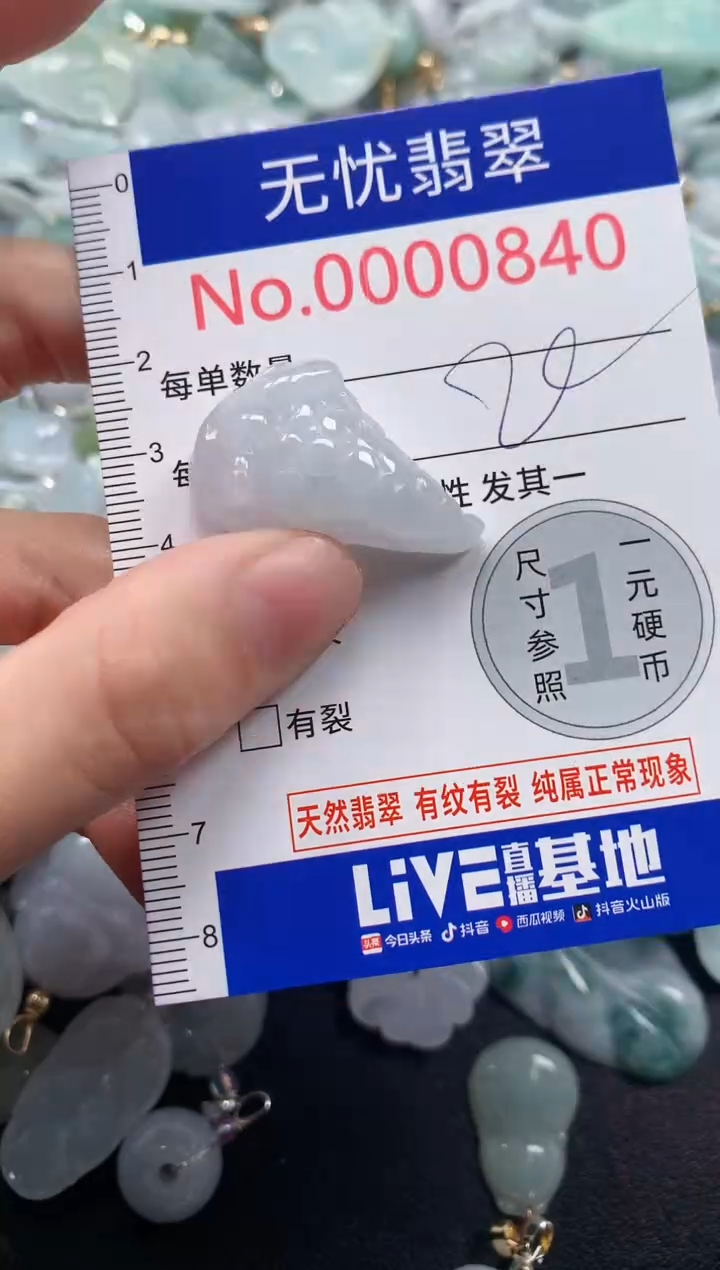 无忧翡翠
No.0000840
0
1
2
3
4
7
8
每单数量
每
性 发其一
尺寸参照
1
一元硬币
有裂
天然翡翠 有纹有裂 纯属正常现象
LiVE直播基地
头条 今日头条 抖音 西瓜视频 抖音火山版